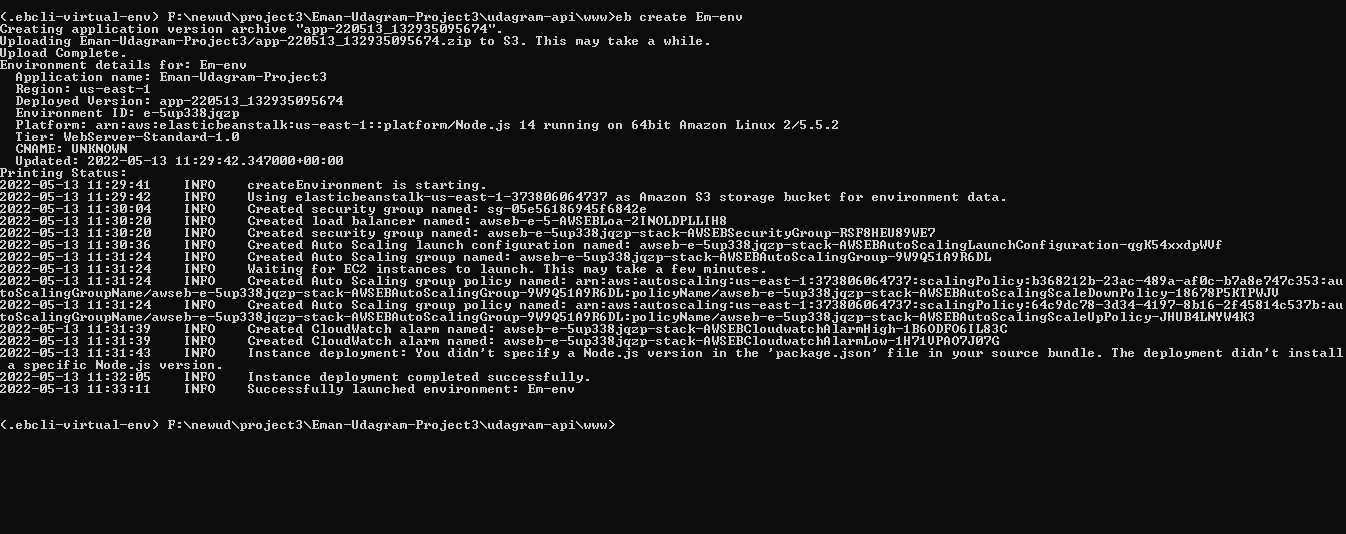 (.ebcli-virtual-env) F:\newud\project3\Eman-Udagram-Project3\udagram-api\www>eb create Em-env
Creating application version archive "app-220513_132935095674".
Uploading Eman-Udagram-Project3/app-220513_132935095674.zip to S3. This may take a while.
Upload Complete.
Environment details for: Em-env
  Application name: Eman-Udagram-Project3
  Region: us-east-1
  Deployed Version: app-220513_132935095674
  Environment ID: e-5up338jqzp
  Platform: arn:aws:elasticbeanstalk:us-east-1::platform/Node.js 14 running on 64bit Amazon Linux 2/5.5.2
  Tier: WebServer-Standard-1.0
  CNAME: UNKNOWN
  Updated: 2022-05-13 11:29:42.347000+00:00
Printing Status:
2022-05-13 11:29:41    INFO    createEnvironment is starting.
2022-05-13 11:29:42    INFO    Using elasticbeanstalk-us-east-1-373806064737 as Amazon S3 storage bucket for environment data.
2022-05-13 11:30:04    INFO    Created security group named: sg-05e56186945f6842e
2022-05-13 11:30:20    INFO    Created load balancer named: awseb-e-5-AWSEBLoa-2INOLDPLLIH8
2022-05-13 11:30:20    INFO    Created security group named: awseb-e-5up338jqzp-stack-AWSEBSecurityGroup-RSF8HEU89WE7
2022-05-13 11:30:36    INFO    Created Auto Scaling launch configuration named: awseb-e-5up338jqzp-stack-AWSEBAutoScalingLaunchConfiguration-qgK54xxdpWVf
2022-05-13 11:31:24    INFO    Created Auto Scaling group named: awseb-e-5up338jqzp-stack-AWSEBAutoScalingGroup-9W9Q51A9R6DL
2022-05-13 11:31:24    INFO    Waiting for EC2 instances to launch. This may take a few minutes.
2022-05-13 11:31:24    INFO    Created Auto Scaling group policy named: arn:aws:autoscaling:us-east-1:373806064737:scalingPolicy:b368212b-23ac-489a-af0c-b7a8e747c353:au
toScalingGroupName/awseb-e-5up338jqzp-stack-AWSEBAutoScalingGroup-9W9Q51A9R6DL:policyName/awseb-e-5up338jqzp-stack-AWSEBAutoScalingScaleDownPolicy-18678P5KTPWJU
2022-05-13 11:31:24    INFO    Created Auto Scaling group policy named: arn:aws:autoscaling:us-east-1:373806064737:scalingPolicy:64c9dc78-3d34-4197-8b16-2f45814c537b:au
toScalingGroupName/awseb-e-5up338jqzp-stack-AWSEBAutoScalingGroup-9W9Q51A9R6DL:policyName/awseb-e-5up338jqzp-stack-AWSEBAutoScalingScaleUpPolicy-JHUB4LNYW4K3
2022-05-13 11:31:39    INFO    Created CloudWatch alarm named: awseb-e-5up338jqzp-stack-AWSEBCloudwatchAlarmHigh-1B6ODFO6IL83C
2022-05-13 11:31:39    INFO    Created CloudWatch alarm named: awseb-e-5up338jqzp-stack-AWSEBCloudwatchAlarmLow-1H71VPAO7J07G
2022-05-13 11:31:43    INFO    Instance deployment: You didn't specify a Node.js version in the 'package.json' file in your source bundle. The deployment didn't install
 a specific Node.js version.
2022-05-13 11:32:05    INFO    Instance deployment completed successfully.
2022-05-13 11:33:11    INFO    Successfully launched environment: Em-env
(.ebcli-virtual-env) F:\newud\project3\Eman-Udagram-Project3\udagram-api\www>